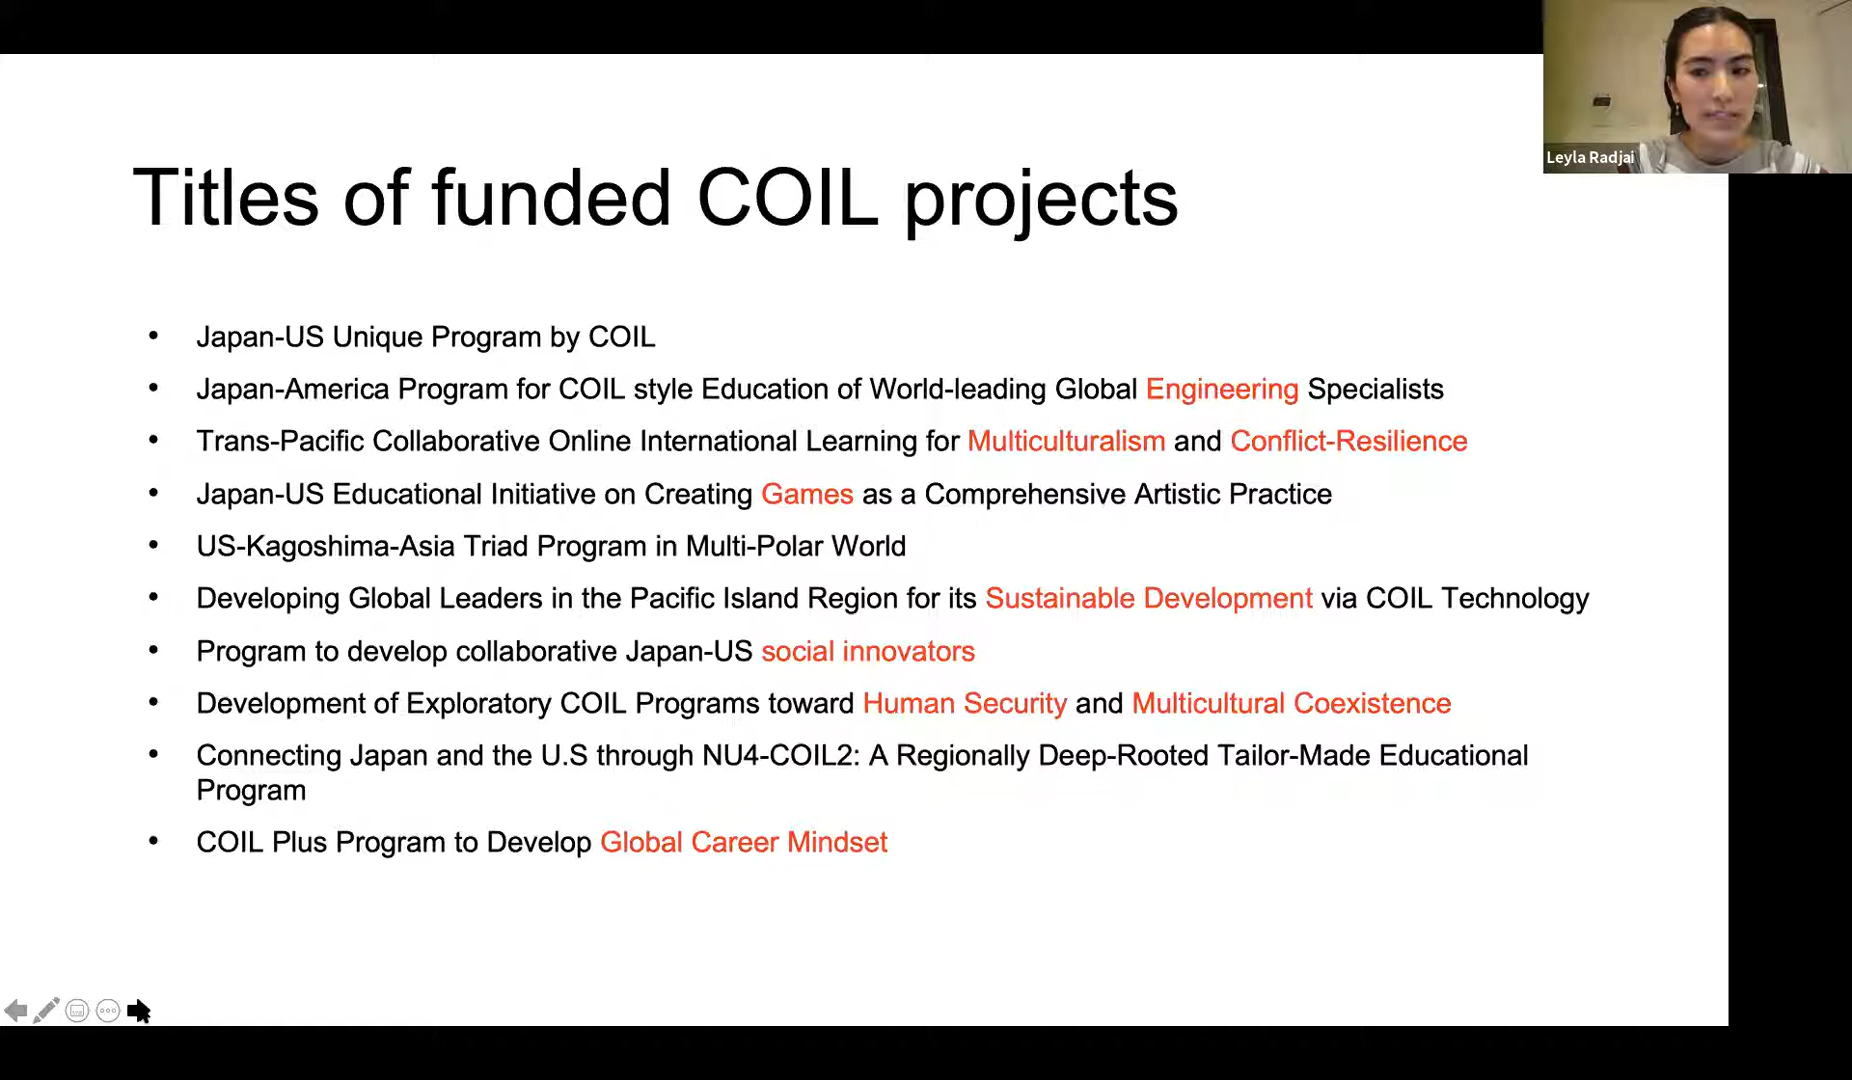 Leyla Radjai
Titles of funded COIL projects
• Japan-US Unique Program by COIL
• Japan-America Program for COIL style Education of World-leading Global Engineering Specialists
• Trans-Pacific Collaborative Online International Learning for Multiculturalism and Conflict-Resilience
• Japan-US Educational Initiative on Creating Games as a Comprehensive Artistic Practice
• US-Kagoshima-Asia Triad Program in Multi-Polar World
• Developing Global Leaders in the Pacific Island Region for its Sustainable Development via COIL Technology
• Program to develop collaborative Japan-US social innovators
• Development of Exploratory COIL Programs toward Human Security and Multicultural Coexistence
• Connecting Japan and the U.S through NU4-COIL2: A Regionally Deep-Rooted Tailor-Made Educational
Program
• COIL Plus Program to Develop Global Career Mindset